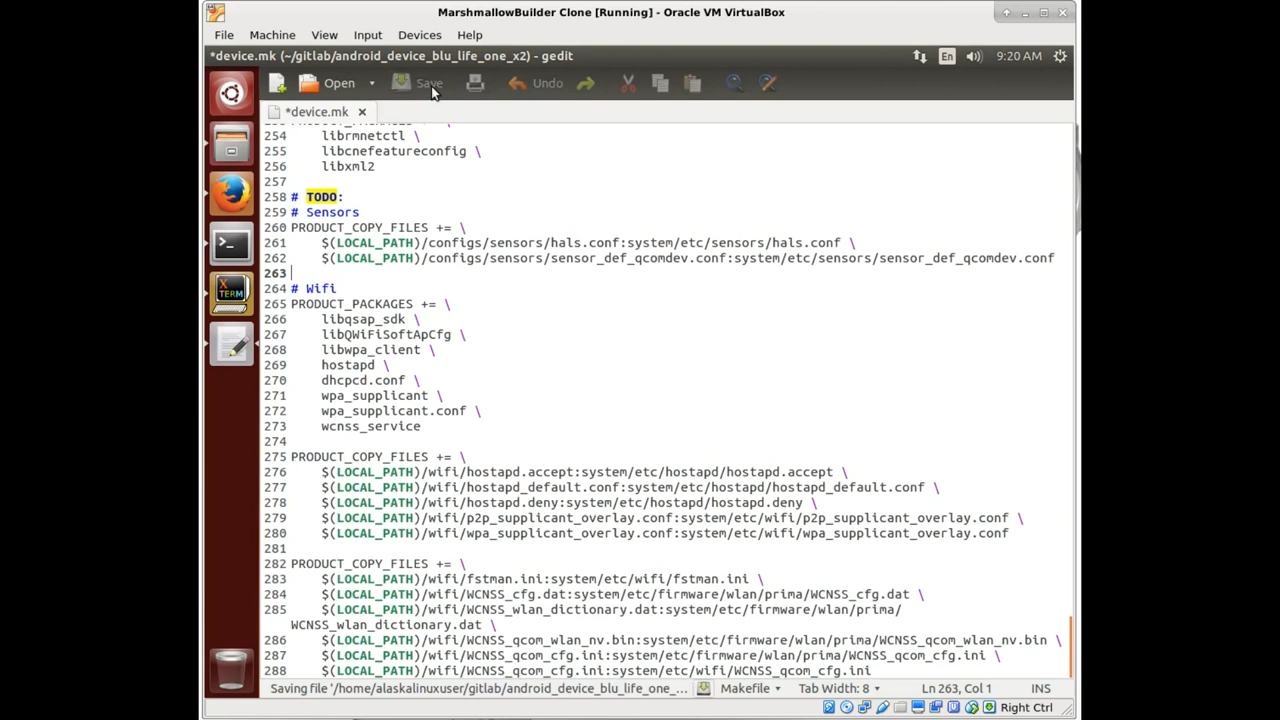 MarshmallowBuilder Clone [Running] - Oracle VM VirtualBox
File Machine View Input Devices Help
*device.mk (~/gitlab/android_device_blu_life_one_x2) - gedit En 9:20 AM
Open Save Undo
*device.mk ×
254 librmnetctl \
255 libcnefeatureconfig \
256 libxml2
257
258 # TODO:
259 # Sensors
260 PRODUCT_COPY_FILES += \
261 $(LOCAL_PATH)/configs/sensors/hals.conf:system/etc/sensors/hals.conf \
262 $(LOCAL_PATH)/configs/sensors/sensor_def_qcomdev.conf:system/etc/sensors/sensor_def_qcomdev.conf
263
264 # Wifi
265 PRODUCT_PACKAGES += \
266 libqsap_sdk \
267 libQWiFiSoftApCfg \
268 libwpa_client \
269 hostapd \
270 dhcpcd.conf \
271 wpa_supplicant \
272 wpa_supplicant.conf \
273 wcnss_service
274
275 PRODUCT_COPY_FILES += \
276 $(LOCAL_PATH)/wifi/hostapd.accept:system/etc/hostapd/hostapd.accept \
277 $(LOCAL_PATH)/wifi/hostapd_default.conf:system/etc/hostapd/hostapd_default.conf \
278 $(LOCAL_PATH)/wifi/hostapd.deny:system/etc/hostapd/hostapd.deny \
279 $(LOCAL_PATH)/wifi/p2p_supplicant_overlay.conf:system/etc/wifi/p2p_supplicant_overlay.conf \
280 $(LOCAL_PATH)/wifi/wpa_supplicant_overlay.conf:system/etc/wifi/wpa_supplicant_overlay.conf
281
282 PRODUCT_COPY_FILES += \
283 $(LOCAL_PATH)/wifi/fstman.ini:system/etc/wifi/fstman.ini \
284 $(LOCAL_PATH)/wifi/WCNSS_cfg.dat:system/etc/firmware/wlan/prima/WCNSS_cfg.dat \
285 $(LOCAL_PATH)/wifi/WCNSS_wlan_dictionary.dat:system/etc/firmware/wlan/prima/
WCNSS_wlan_dictionary.dat \
286 $(LOCAL_PATH)/wifi/WCNSS_qcom_wlan_nv.bin:system/etc/firmware/wlan/prima/WCNSS_qcom_wlan_nv.bin \
287 $(LOCAL_PATH)/wifi/WCNSS_qcom_cfg.ini:system/etc/firmware/wlan/prima/WCNSS_qcom_cfg.ini \
288 $(LOCAL_PATH)/wifi/WCNSS_qcom_cfg.ini:system/etc/wifi/WCNSS_qcom_cfg.ini
Saving file '/home/alaskalinuxuser/gitlab/android_device_blu_life_one_... Makefile Tab Width: 8 Ln 263, Col 1 INS
Right Ctrl